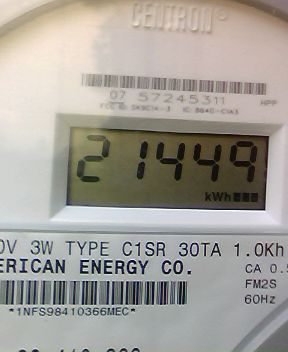 CENTRON®
07 57245311 HPP
21449
kWh
0V 3W TYPE C1SR 30TA 1.0Kh
ERICAN ENERGY CO.
CA 0.5
FM2S
60Hz
*1NFS98410366MEC*